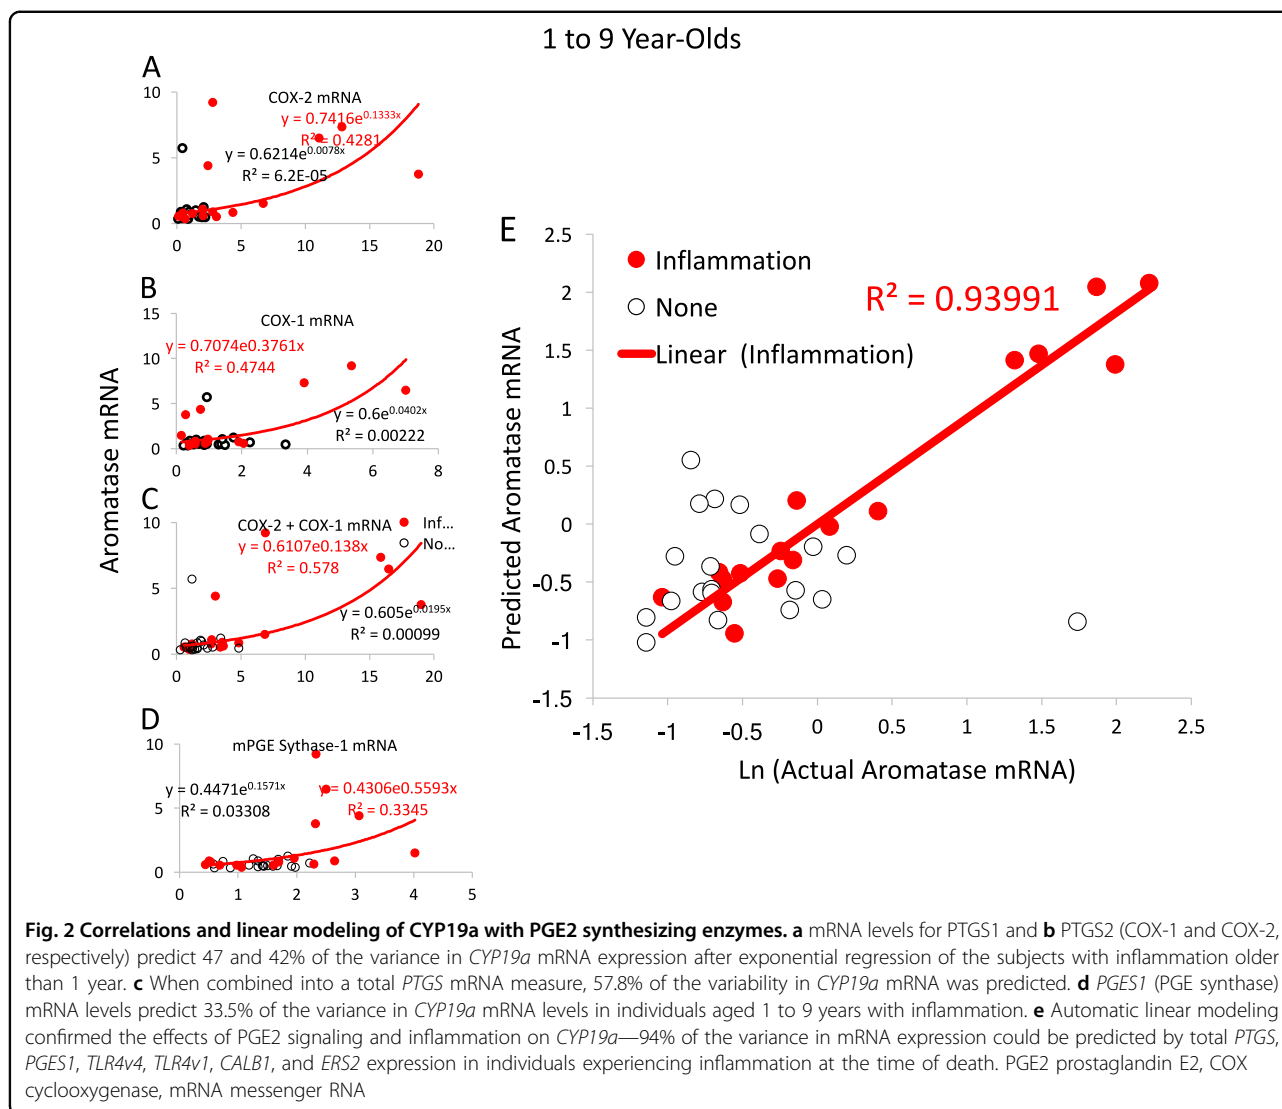 1 to 9 Year-Olds
Aromatase mRNA
A
COX-2 mRNA
y = 0.7416e^0.1333x
R² = 0.4281
y = 0.6214e^0.0078x
R² = 6.2E-05
10
5
0
0 5 10 15 20
B
COX-1 mRNA
y = 0.7074e0.3761x
R² = 0.4744
y = 0.6e^0.0402x
R² = 0.00222
15
10
5
0
0 2 4 6 8
C
COX-2 + COX-1 mRNA
y = 0.6107e0.138x
R² = 0.578
Inf...
No...
y = 0.605e^0.0195x
R² = 0.00099
10
5
0
0 5 10 15 20
D
mPGE Sythase-1 mRNA
y = 0.4471e^0.1571x
R² = 0.03308
y = 0.4306e0.5593x
R² = 0.3345
10
5
0
0 1 2 3 4 5
E
Inflammation
None
Linear (Inflammation)
R² = 0.93991
Predicted Aromatase mRNA
2.5
2
1.5
1
0.5
0
-0.5
-1
-1.5
-1.5 -1 -0.5 0 0.5 1 1.5 2 2.5
Ln (Actual Aromatase mRNA)
Fig. 2 Correlations and linear modeling of CYP19a with PGE2 synthesizing enzymes. a mRNA levels for PTGS1 and b PTGS2 (COX-1 and COX-2,
respectively) predict 47 and 42% of the variance in CYP19a mRNA expression after exponential regression of the subjects with inflammation older
than 1 year. c When combined into a total PTGS mRNA measure, 57.8% of the variability in CYP19a mRNA was predicted. d PGES1 (PGE synthase)
mRNA levels predict 33.5% of the variance in CYP19a mRNA levels in individuals aged 1 to 9 years with inflammation. e Automatic linear modeling
confirmed the effects of PGE2 signaling and inflammation on CYP19a—94% of the variance in mRNA expression could be predicted by total PTGS,
PGES1, TLR4v4, TLR4v1, CALB1, and ERS2 expression in individuals experiencing inflammation at the time of death. PGE2 prostaglandin E2, COX
cyclooxygenase, mRNA messenger RNA